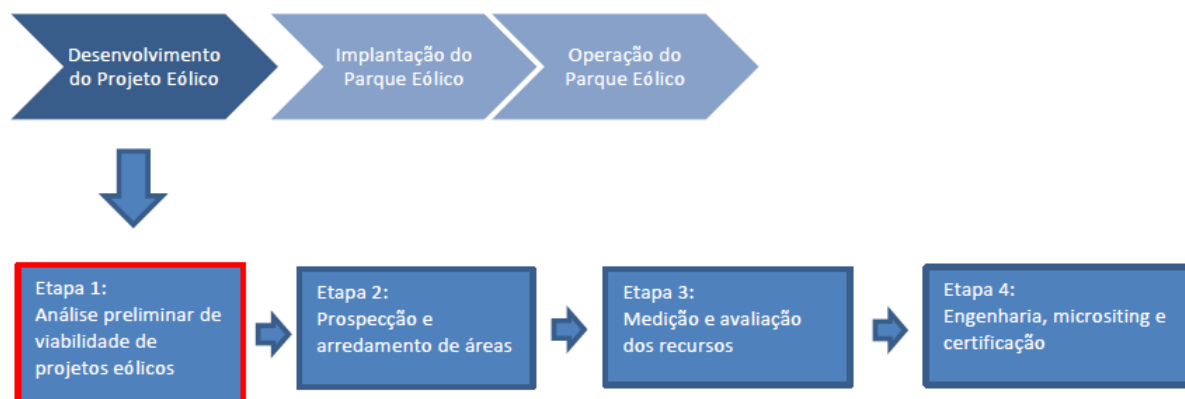 Desenvolvimento
do Projeto Eólico
Implantação do
Parque Eólico
Operação do
Parque Eólico
Etapa 1:
Análise preliminar de
viabilidade de
projetos eólicos
Etapa 2:
Prospecção e
arredamento de áreas
Etapa 3:
Medição e avaliação
dos recursos
Etapa 4:
Engenharia, micrositing e
certificação